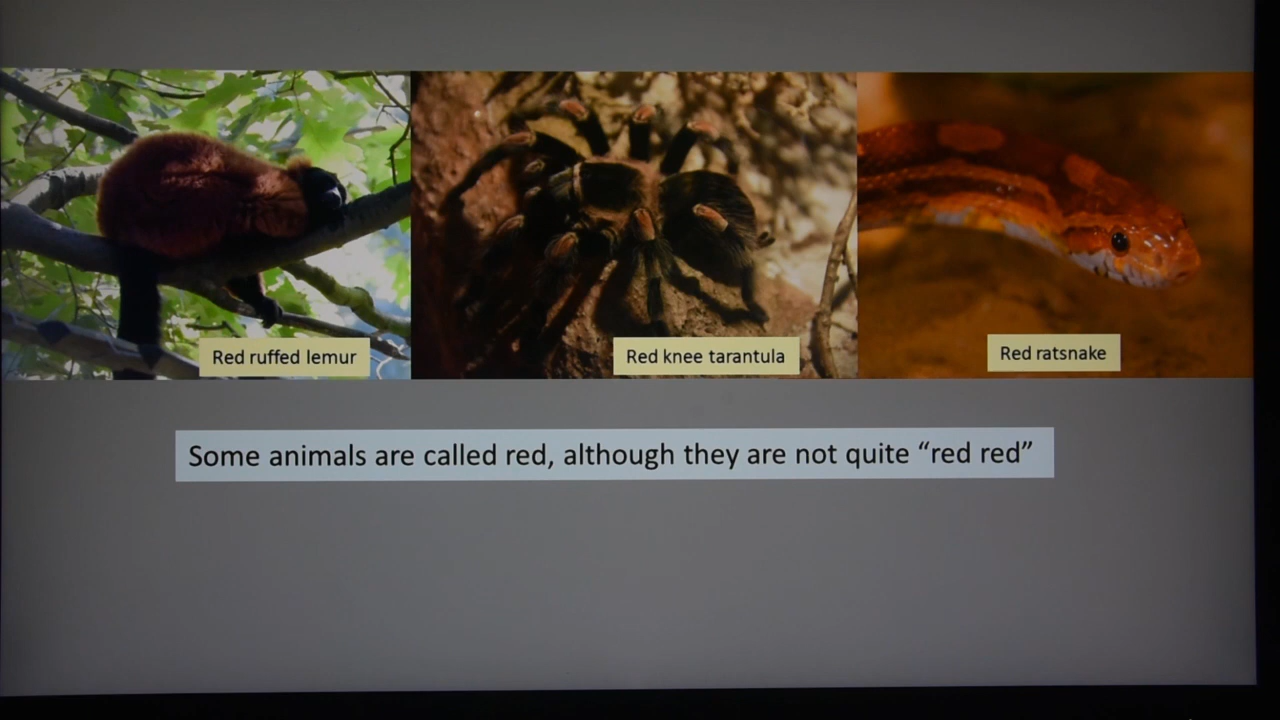 Red ruffed lemur
Red knee tarantula
Red ratsnake
Some animals are called red, although they are not quite “red red”